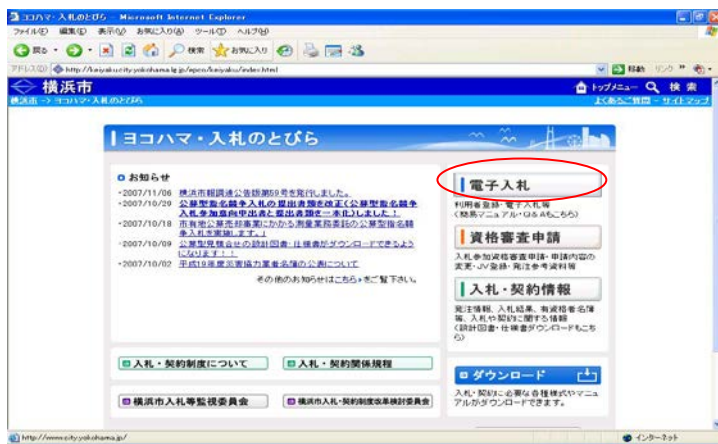 ヨコハマ・入札のとびら - Microsoft Internet Explorer
ファイル(F) 編集(E) 表示(V) お気に入り(A) ツール(T) ヘルプ(H)
戻る 検索 お気に入り
アドレス(D) http://keiyaku.city.yokohama.lg.jp/epco/keiyaku/index.html 移動 リンク
横浜市 トップメニュー 検索
横浜市 -> ヨコハマ・入札のとびら よくあるご質問 - サイトマップ
ヨコハマ・入札のとびら
お知らせ
・2007/11/06 横浜市報調達公告版第59号を発行しました。
・2007/10/29 公募型指名競争入札の提出書類を改正(公募型指名競争
入札参加意向申出書と提出書類を一本化)しました！
・2007/10/18 市有地公募売却事業にかかる測量業務委託の公募型指名競
争入札を実施します。」
・2007/10/09 公募型見積合せの設計図書・仕様書がダウンロードできるよう
になります！！
・2007/10/02 平成19年度災害協力業者名簿の公表について
その他のお知らせはこちらをご覧下さい。
電子入札
利用者登録・電子入札等
(簡易マニュアル・Q&Aもこちら)
資格審査申請
入札参加資格審査申請・申請内容の
変更・JV登録・発注参考資料等
入札・契約情報
発注情報、入札結果、有資格者名簿
等、入札や契約に関する情報
(設計図書・仕様書ダウンロードもこち
ら)
入札・契約制度について 入札・契約関係規程
横浜市入札等監視委員会 横浜市入札・契約制度改革検討委員会
ダウンロード
入札・契約に必要な各種様式やマニュ
アルがダウンロードできます。
http://www.city.yokohama.jp/ インターネット